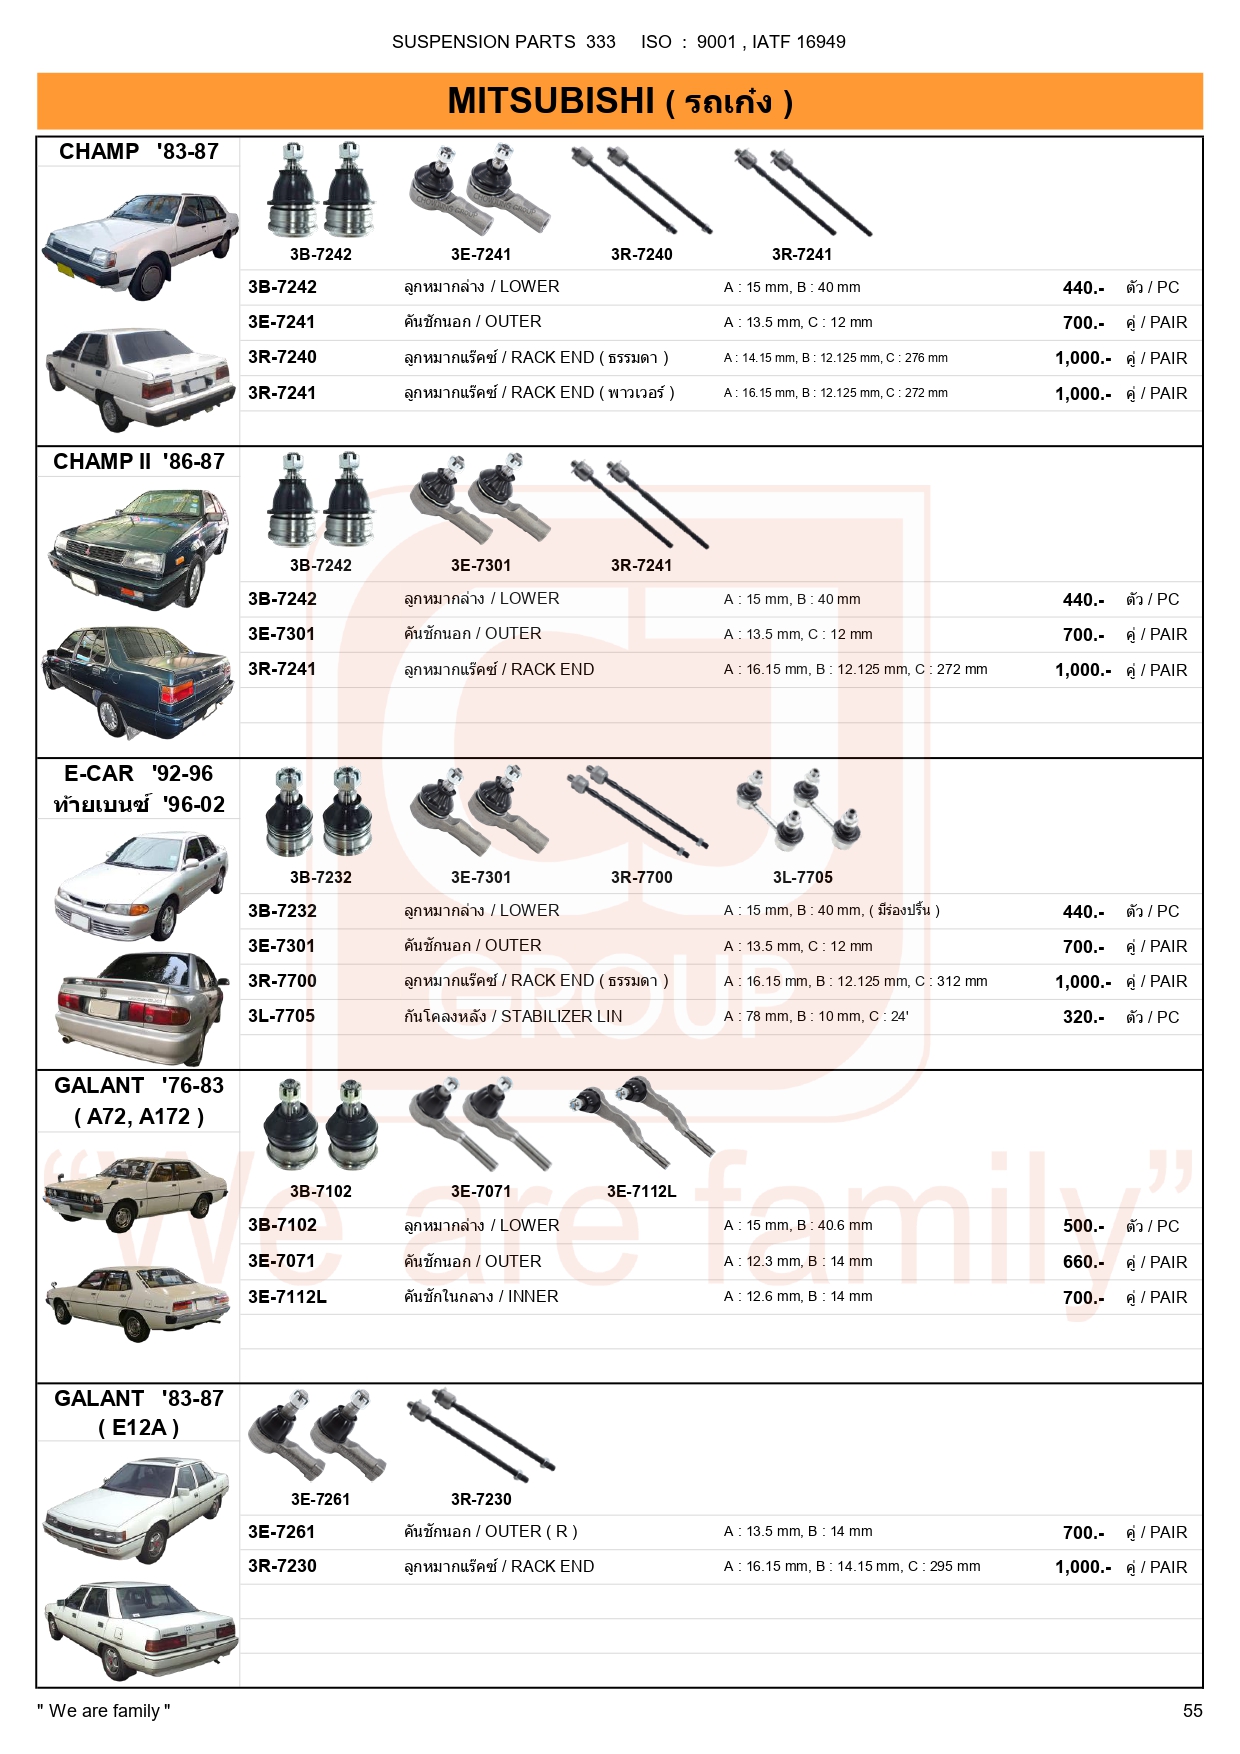 SUSPENSION PARTS  333     ISO  :  9001 , IATF 16949
MITSUBISHI ( รถเก๋ง )
CHAMP   '83-87
3B-7242   3E-7241   3R-7240   3R-7241
3B-7242   ลูกหมากล่าง / LOWER   A : 15 mm, B : 40 mm   440.-   ตัว / PC
3E-7241   คันชักนอก / OUTER   A : 13.5 mm, C : 12 mm   700.-   คู่ / PAIR
3R-7240   ลูกหมากแร๊คซ์ / RACK END ( ธรรมดา )   A : 14.15 mm, B : 12.125 mm, C : 276 mm   1,000.-   คู่ / PAIR
3R-7241   ลูกหมากแร๊คซ์ / RACK END ( พาวเวอร์ )   A : 16.15 mm, B : 12.125 mm, C : 272 mm   1,000.-   คู่ / PAIR
CHAMP II  '86-87
3B-7242   3E-7301   3R-7241
3B-7242   ลูกหมากล่าง / LOWER   A : 15 mm, B : 40 mm   440.-   ตัว / PC
3E-7301   คันชักนอก / OUTER   A : 13.5 mm, C : 12 mm   700.-   คู่ / PAIR
3R-7241   ลูกหมากแร๊คซ์ / RACK END   A : 16.15 mm, B : 12.125 mm, C : 272 mm   1,000.-   คู่ / PAIR
E-CAR   '92-96
ท้ายเบนซ์  '96-02
3B-7232   3E-7301   3R-7700   3L-7705
3B-7232   ลูกหมากล่าง / LOWER   A : 15 mm, B : 40 mm, ( มีร่องปริ้น )   440.-   ตัว / PC
3E-7301   คันชักนอก / OUTER   A : 13.5 mm, C : 12 mm   700.-   คู่ / PAIR
3R-7700   ลูกหมากแร๊คซ์ / RACK END ( ธรรมดา )   A : 16.15 mm, B : 12.125 mm, C : 312 mm   1,000.-   คู่ / PAIR
3L-7705   กันโคลงหลัง / STABILIZER LIN   A : 78 mm, B : 10 mm, C : 24'   320.-   ตัว / PC
GROUP
GALANT   '76-83
( A72, A172 )
3B-7102   3E-7071   3E-7112L
"We are family"
3B-7102   ลูกหมากล่าง / LOWER   A : 15 mm, B : 40.6 mm   500.-   ตัว / PC
3E-7071   คันชักนอก / OUTER   A : 12.3 mm, B : 14 mm   660.-   คู่ / PAIR
3E-7112L   คันชักในกลาง / INNER   A : 12.6 mm, B : 14 mm   700.-   คู่ / PAIR
GALANT   '83-87
( E12A )
3E-7261   3R-7230
3E-7261   คันชักนอก / OUTER ( R )   A : 13.5 mm, B : 14 mm   700.-   คู่ / PAIR
3R-7230   ลูกหมากแร๊คซ์ / RACK END   A : 16.15 mm, B : 14.15 mm, C : 295 mm   1,000.-   คู่ / PAIR
" We are family "   55